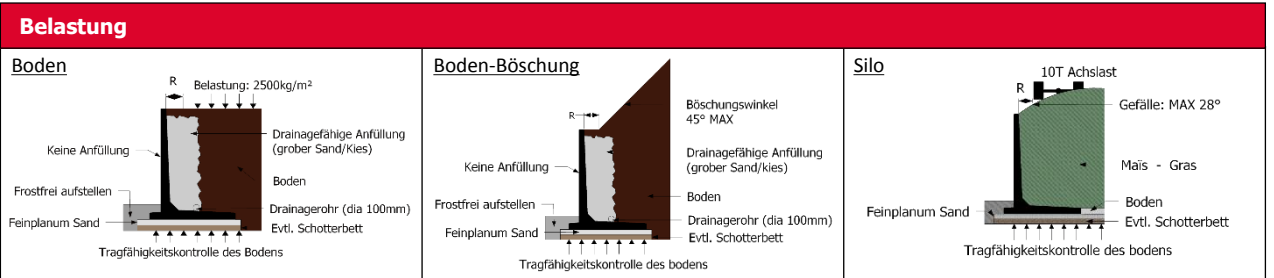 Belastung
Boden
R
Belastung: 2500kg/m²
Drainagefähige Anfüllung
(grober Sand/Kies)
Keine Anfüllung
Boden
Frostfrei aufstellen
Drainagerohr (dia 100mm)
Feinplanum Sand
Evtl. Schotterbett
Tragfähigkeitskontrolle des Bodens
Boden-Böschung
Böschungswinkel
45° MAX
R
Drainagefähige Anfüllung
(grober Sand/kies)
Keine Anfüllung
Boden
Frostfrei aufstellen
Drainagerohr (dia 100mm)
Feinplanum Sand
Evtl. Schotterbett
Tragfähigkeitskontrolle des bodens
Silo
10T Achslast
R
Gefälle: MAX 28°
Maïs - Gras
Boden
Feinplanum Sand
Evtl. Schotterbett
Tragfähigkeitskontrolle des bodens